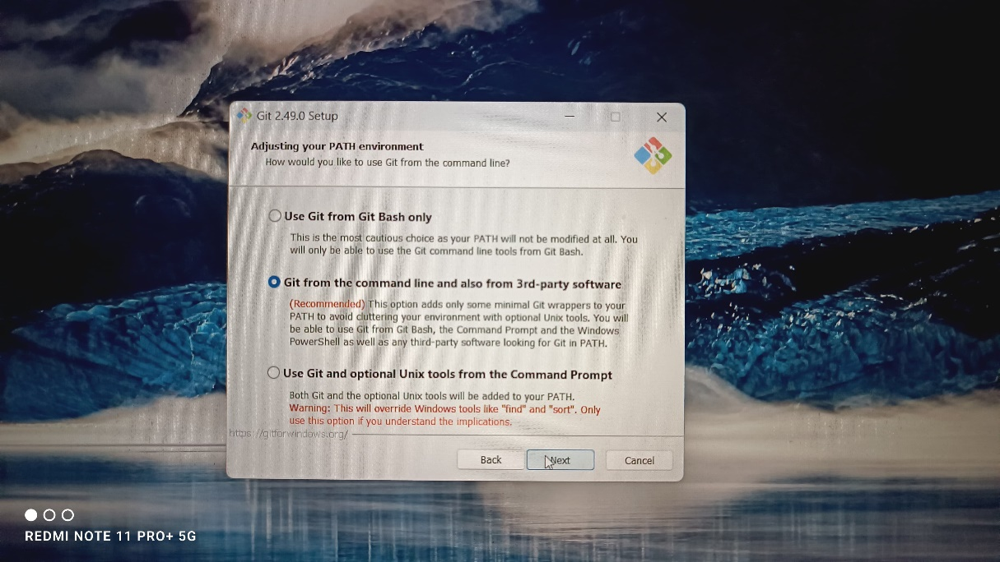 Git 2.49.0 Setup
Adjusting your PATH environment
How would you like to use Git from the command line?
Use Git from Git Bash only
This is the most cautious choice as your PATH will not be modified at all. You
will only be able to use the Git command line tools from Git Bash.
Git from the command line and also from 3rd-party software
(Recommended) This option adds only some minimal Git wrappers to your
PATH to avoid cluttering your environment with optional Unix tools. You will
be able to use Git from Git Bash, the Command Prompt and the Windows
PowerShell as well as any third-party software looking for Git in PATH.
Use Git and optional Unix tools from the Command Prompt
Both Git and the optional Unix tools will be added to your PATH.
Warning: This will override Windows tools like "find" and "sort". Only
use this option if you understand the implications.
https://gitforwindows.org/
Back Next Cancel
REDMI NOTE 11 PRO+ 5G